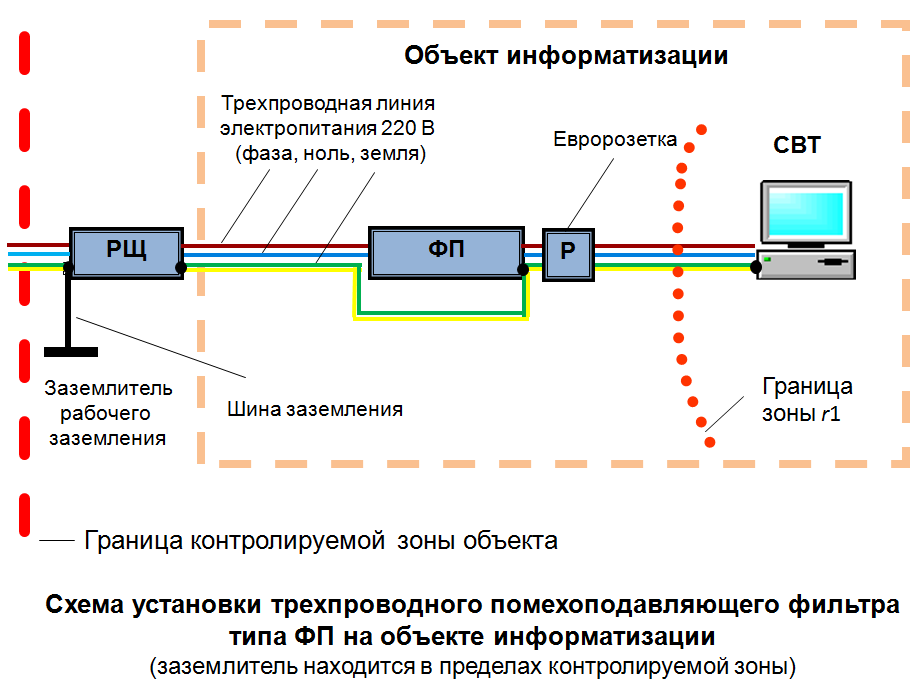 Объект информатизации
Трехпроводная линия
электропитания 220 В
(фаза, ноль, земля)
Евророзетка
СВТ
РЩ
ФП
Р
Заземлитель
рабочего
заземления
Шина заземления
Граница
зоны r1
Граница контролируемой зоны объекта
Схема установки трехпроводного помехоподавляющего фильтра
типа ФП на объекте информатизации
(заземлитель находится в пределах контролируемой зоны)